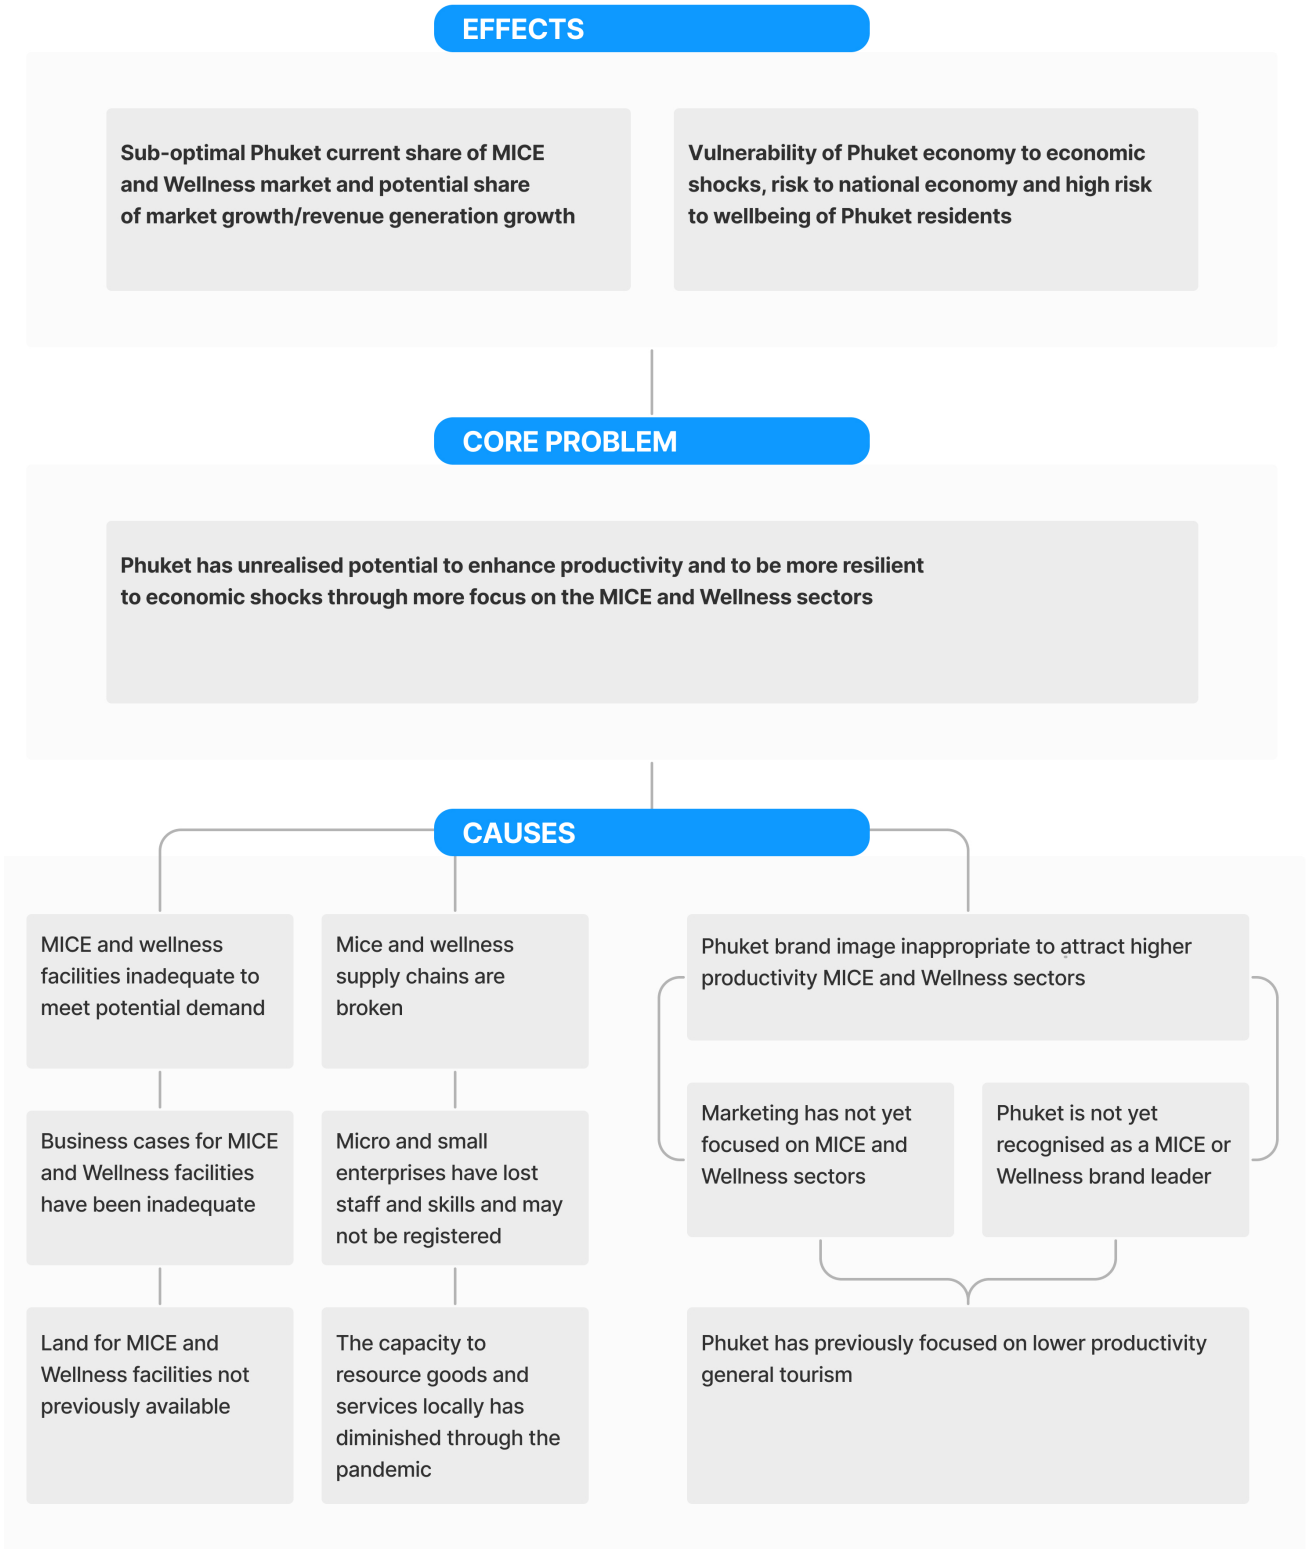 EFFECTS
Sub-optimal Phuket current share of MICE
and Wellness market and potential share
of market growth/revenue generation growth
Vulnerability of Phuket economy to economic
shocks, risk to national economy and high risk
to wellbeing of Phuket residents
CORE PROBLEM
Phuket has unrealised potential to enhance productivity and to be more resilient
to economic shocks through more focus on the MICE and Wellness sectors
CAUSES
MICE and wellness
facilities inadequate to
meet potential demand
Mice and wellness
supply chains are
broken
Phuket brand image inappropriate to attract higher
productivity MICE and Wellness sectors
Business cases for MICE
and Wellness facilities
have been inadequate
Micro and small
enterprises have lost
staff and skills and may
not be registered
Marketing has not yet
focused on MICE and
Wellness sectors
Phuket is not yet
recognised as a MICE or
Wellness brand leader
Land for MICE and
Wellness facilities not
previously available
The capacity to
resource goods and
services locally has
diminished through the
pandemic
Phuket has previously focused on lower productivity
general tourism